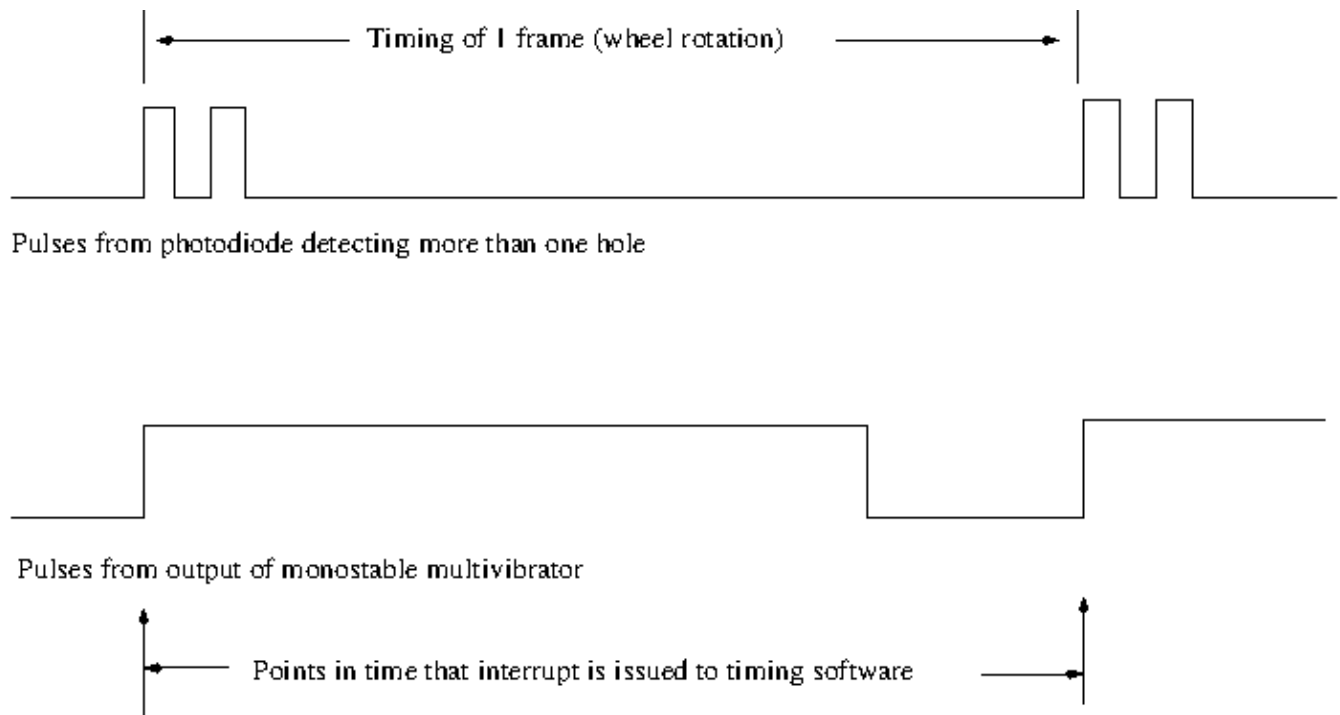 Timing of 1 frame (wheel rotation)
Pulses from photodiode detecting more than one hole
Pulses from output of monostable multivibrator
Points in time that interrupt is issued to timing software